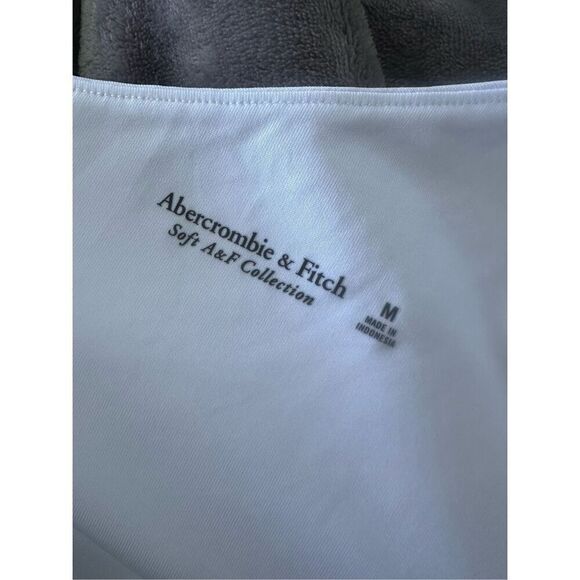 Abercrombie & Fitch
Soft A&F Collection
M
MADE IN
INDONESIA